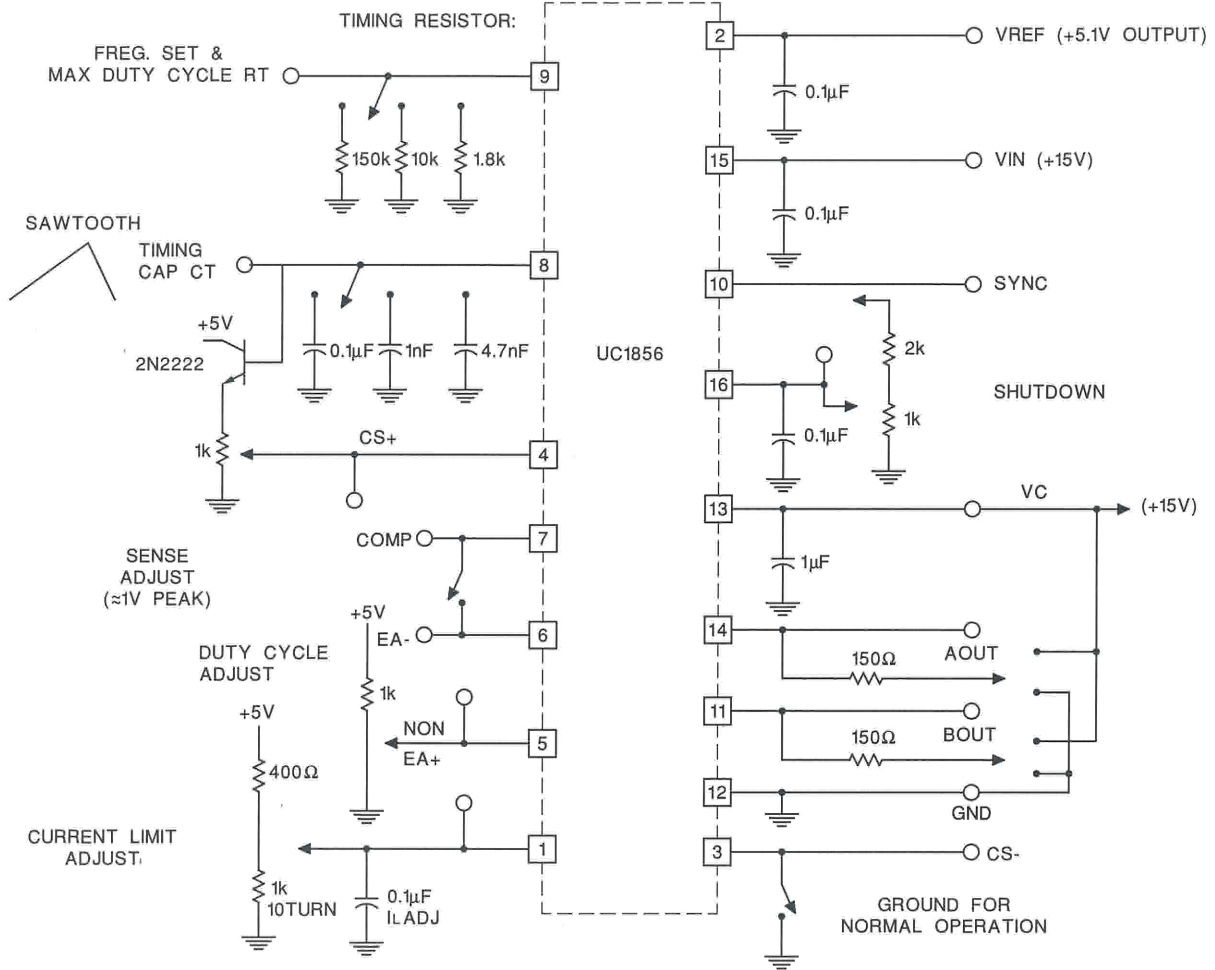 TIMING RESISTOR:
FREG. SET &
MAX DUTY CYCLE RT
9
150k
10k
1.8k
SAWTOOTH
TIMING
CAP CT
8
+5V
2N2222
0.1µF
1nF
4.7nF
1k
CS+
4
COMP
7
SENSE
ADJUST
(≈1V PEAK)
+5V
EA-
6
DUTY CYCLE
ADJUST
1k
+5V
NON
EA+
5
400Ω
CURRENT LIMIT
ADJUST
1
1k
10TURN
0.1µF
ILADJ
UC1856
2
VREF (+5.1V OUTPUT)
0.1µF
15
VIN (+15V)
0.1µF
10
SYNC
2k
16
SHUTDOWN
0.1µF
1k
13
VC
(+15V)
1µF
14
AOUT
150Ω
11
BOUT
150Ω
12
GND
3
CS-
GROUND FOR
NORMAL OPERATION